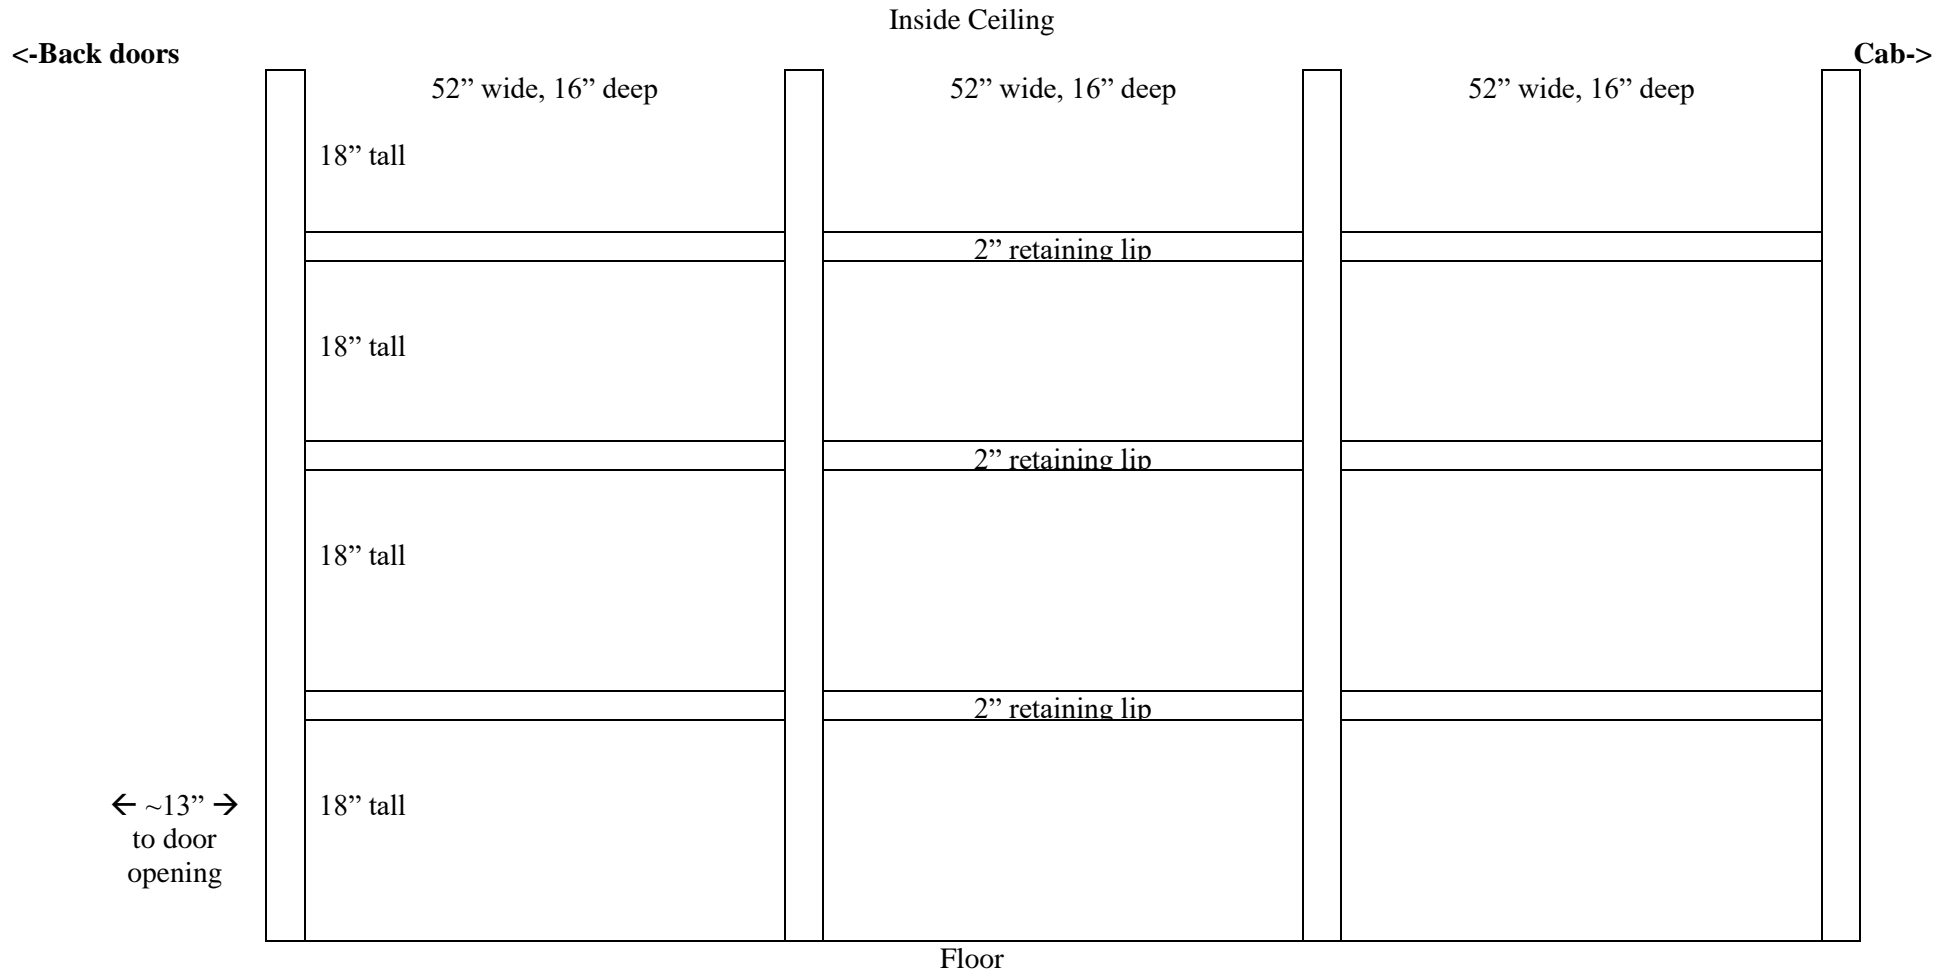 Inside Ceiling
<-Back doors
Cab->
52” wide, 16” deep
52” wide, 16” deep
52” wide, 16” deep
18” tall
2” retaining lip
18” tall
2” retaining lip
18” tall
2” retaining lip
← ~13” →
to door
opening
18” tall
Floor